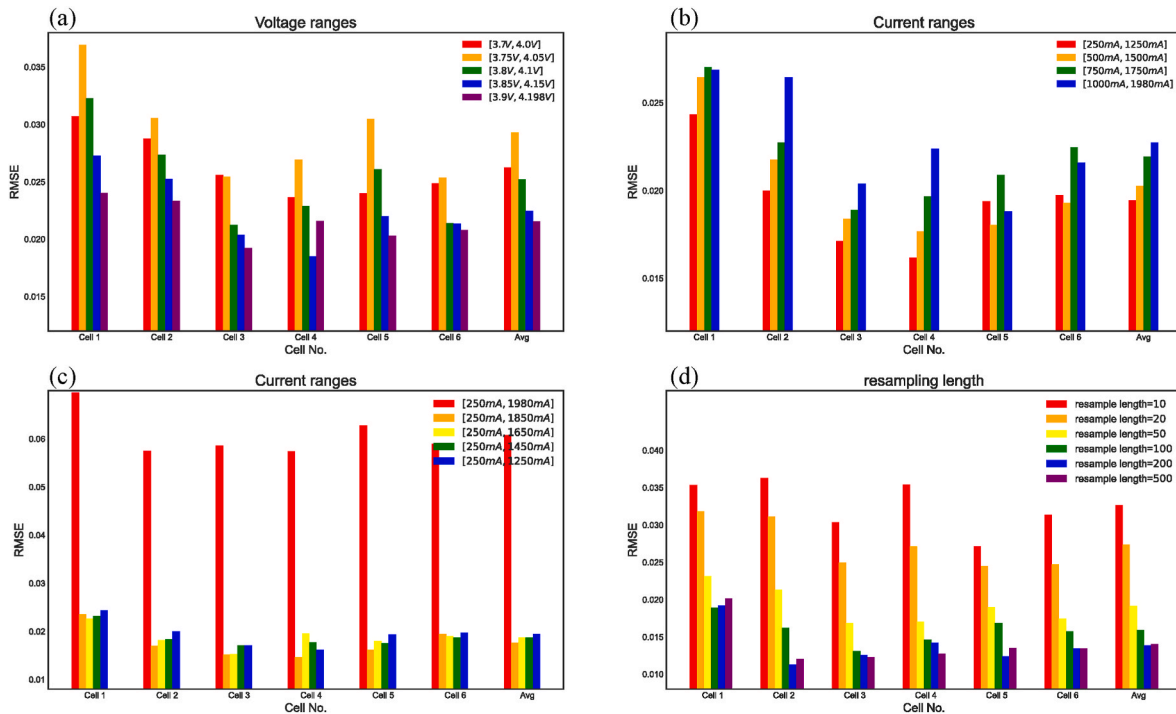 (a)
Voltage ranges
[3.7V, 4.0V]
[3.75V, 4.05V]
[3.8V, 4.1V]
[3.85V, 4.15V]
[3.9V, 4.198V]
RMSE
0.035
0.030
0.025
0.020
0.015
Cell 1 Cell 2 Cell 3 Cell 4 Cell 5 Cell 6 Avg
Cell No.
(b)
Current ranges
[250mA, 1250mA]
[500mA, 1500mA]
[750mA, 1750mA]
[1000mA, 1980mA]
RMSE
0.025
0.020
0.015
Cell 1 Cell 2 Cell 3 Cell 4 Cell 5 Cell 6 Avg
Cell No.
(c)
Current ranges
[250mA, 1980mA]
[250mA, 1850mA]
[250mA, 1650mA]
[250mA, 1450mA]
[250mA, 1250mA]
RMSE
0.06
0.05
0.04
0.03
0.02
0.01
Cell 1 Cell 2 Cell 3 Cell 4 Cell 5 Cell 6 Avg
Cell No.
(d)
resampling length
resample length=10
resample length=20
resample length=50
resample length=100
resample length=200
resample length=500
RMSE
0.040
0.035
0.030
0.025
0.020
0.015
0.010
Cell 1 Cell 2 Cell 3 Cell 4 Cell 5 Cell 6 Avg
Cell No.